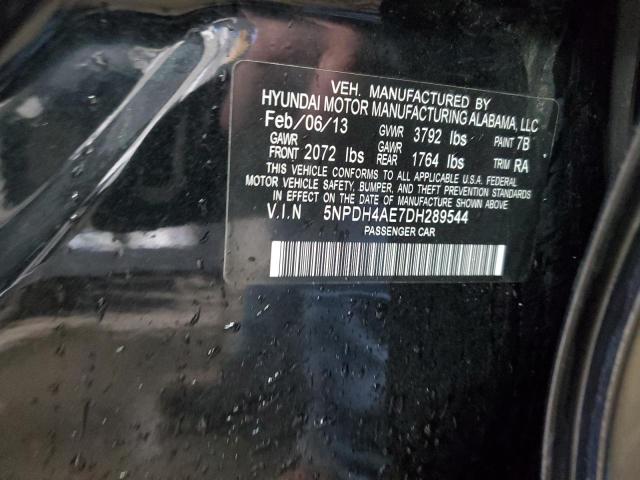 VEH. MANUFACTURED BY
HYUNDAI MOTOR MANUFACTURING ALABAMA, LLC
Feb/06/13 GVWR 3792 lbs PAINT 7B
GAWR FRONT 2072 lbs GAWR REAR 1764 lbs TRIM RA
THIS VEHICLE CONFORMS TO ALL APPLICABLE U.S.A. FEDERAL
MOTOR VEHICLE SAFETY, BUMPER, AND THEFT PREVENTION STANDARDS
IN EFFECT ON THE DATE OF MANUFACTURE SHOWN ABOVE.
V.I.N 5NPDH4AE7DH289544
PASSENGER CAR